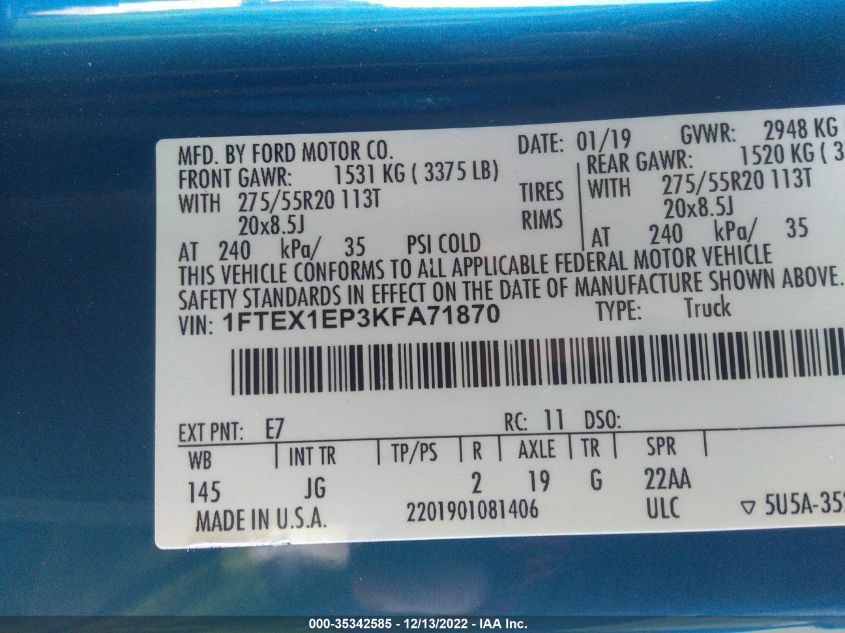 MFD. BY FORD MOTOR CO. DATE: 01/19 GVWR: 2948 KG
FRONT GAWR: 1531 KG ( 3375 LB) REAR GAWR: 1520 KG ( 3
WITH 275/55R20 113T TIRES WITH 275/55R20 113T
20x8.5J RIMS 20x8.5J
AT 240 kPa/ 35 PSI COLD AT 240 kPa/ 35
THIS VEHICLE CONFORMS TO ALL APPLICABLE FEDERAL MOTOR VEHICLE
SAFETY STANDARDS IN EFFECT ON THE DATE OF MANUFACTURE SHOWN ABOVE.
VIN: 1FTEX1EP3KFA71870 TYPE: Truck
EXT PNT: E7 RC: 11 DSO:
WB INT TR TP/PS R AXLE TR SPR
145 JG 2 19 G 22AA
MADE IN U.S.A. 2201901081406 ULC ▽ 5U5A-35
000-35342585 - 12/13/2022 - IAA Inc.